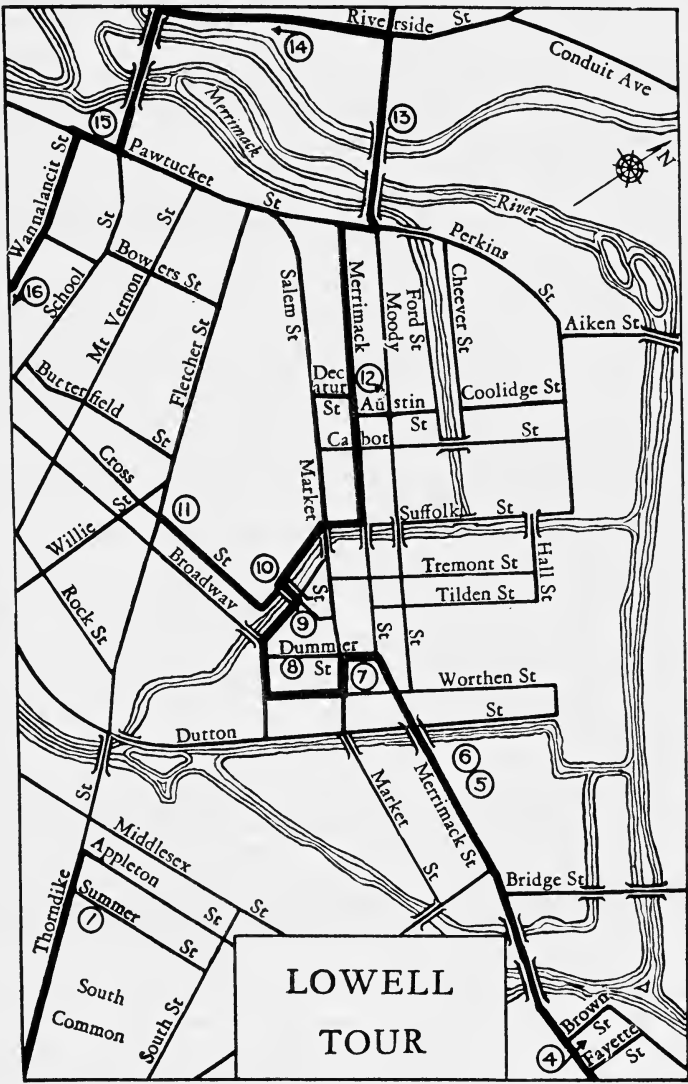 Riverside St
14
Conduit Ave
13
15
Merrimack
River
N
Pawtucket St
Wannalancit St
Perkins St
16
School St
Bowers St
Mt Vernon St
Fletcher St
Salem St
Merrimack
Moody
Ford St
Cheever St
Aiken St
Dec
atur
St
12
Austin
St
Coolidge St
Cabot St
Butterfield St
Cross St
Market St
11
Suffolk St
Willie St
Broadway
10
Tremont St
Hall St
Tilden St
Rock St
9
Dummer
8
St
St
St
7
Worthen St
Dutton St
6
5
Market St
Merrimack St
Middlesex St
Appleton St
Summer St
1
Thorndike St
Bridge St
South
Common
South St
LOWELL
TOUR
Brown St
Fayette St
4